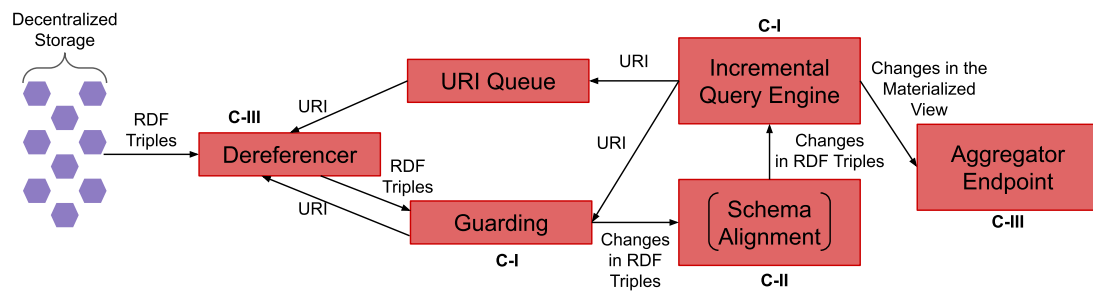 Decentralized
Storage
RDF
Triples
C-III
Dereferencer
URI
URI Queue
URI
C-I
Incremental
Query Engine
Changes in the
Materialized
View
URI
Changes
in RDF Triples
Aggregator
Endpoint
C-III
RDF
Triples
URI
Guarding
C-I
Changes
in RDF
Triples
Schema
Alignment
C-II